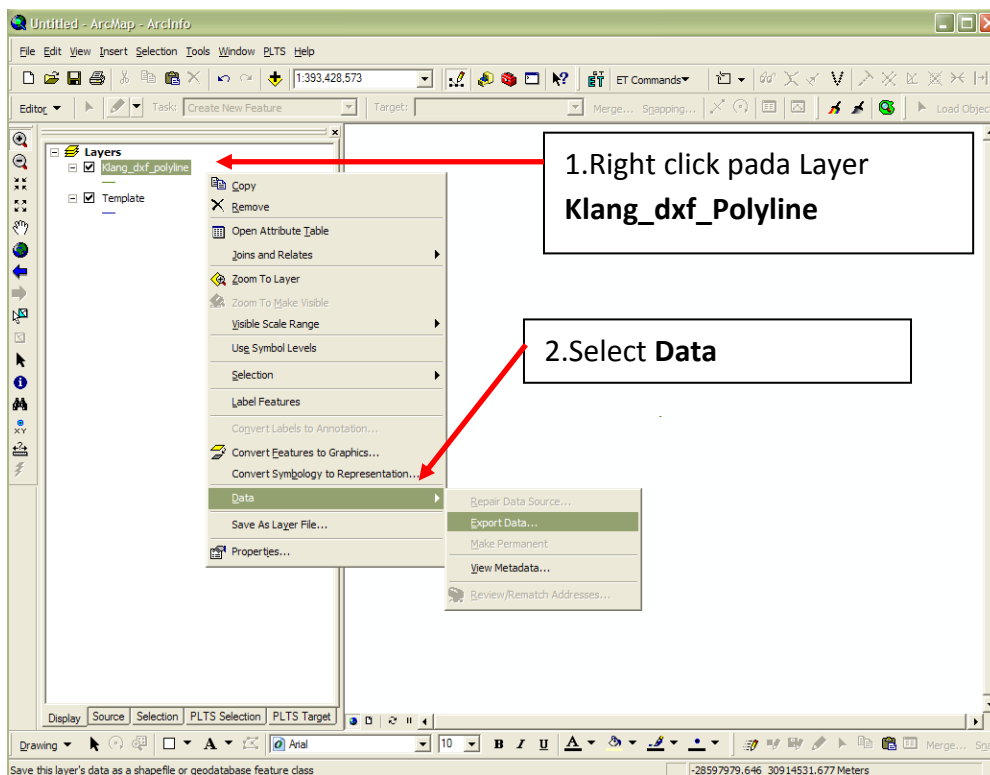 Untitled - ArcMap - ArcInfo
File Edit View Insert Selection Tools Window PLTS Help
1:393,428,573 ET Commands
Editor Task: Create New Feature Target: Merge... Snapping... Load Objec
Layers
Klang_dxf_polyline
Template
Copy
Remove
Open Attribute Table
Joins and Relates
Zoom To Layer
Zoom To Make Visible
Visible Scale Range
Use Symbol Levels
Selection
Label Features
Convert Labels to Annotation...
Convert Features to Graphics...
Convert Symbology to Representation...
Data
Save As Layer File...
Properties...
Repair Data Source...
Export Data...
Make Permanent
View Metadata...
Review/Rematch Addresses...
1.Right click pada Layer
Klang_dxf_Polyline
2.Select Data
Display Source Selection PLTS Selection PLTS Target
Drawing A Arial 10 B I U A Merge... Sna
Save this layer's data as a shapefile or geodatabase feature class -28597979.646 30914531.677 Meters